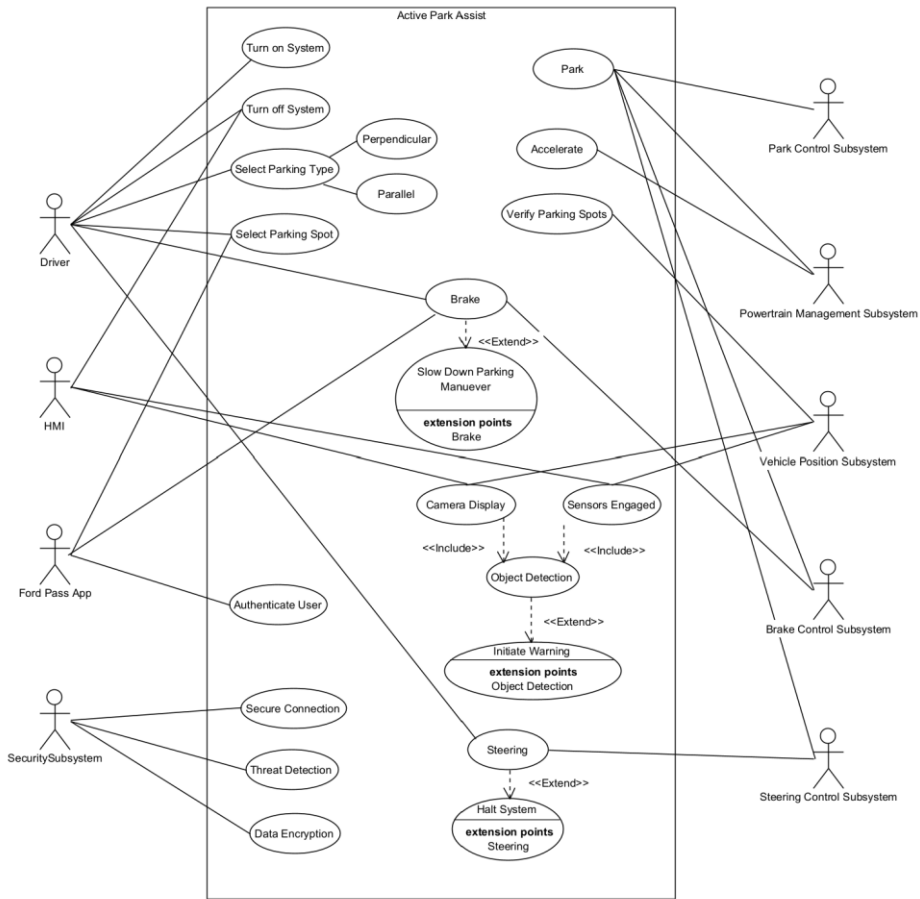 Active Park Assist
Turn on System
Park
Park Control Subsystem
Turn off System
Perpendicular
Accelerate
Select Parking Type
Parallel
Verify Parking Spots
Driver
Select Parking Spot
Brake
Powertrain Management Subsystem
<<Extend>>
Slow Down Parking
Manuever
extension points
Brake
HMI
Vehicle Position Subsystem
Camera Display
Sensors Engaged
<<Include>>
<<Include>>
Object Detection
Ford Pass App
Authenticate User
<<Extend>>
Brake Control Subsystem
Initiate Warning
extension points
Object Detection
Secure Connection
SecuritySubsystem
Steering
Threat Detection
<<Extend>>
Steering Control Subsystem
Halt System
extension points
Steering
Data Encryption